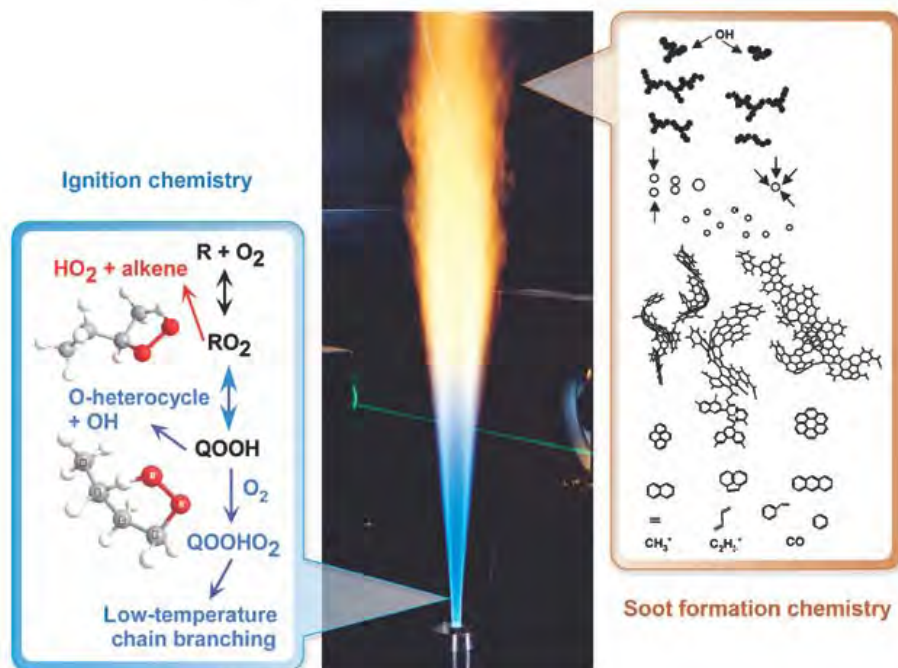 Ignition chemistry
R + O2
HO2 + alkene
RO2
O-heterocycle
+ OH
QOOH
O2
QOOHO2
Low-temperature
chain branching
OH
CH3•
CO
Soot formation chemistry